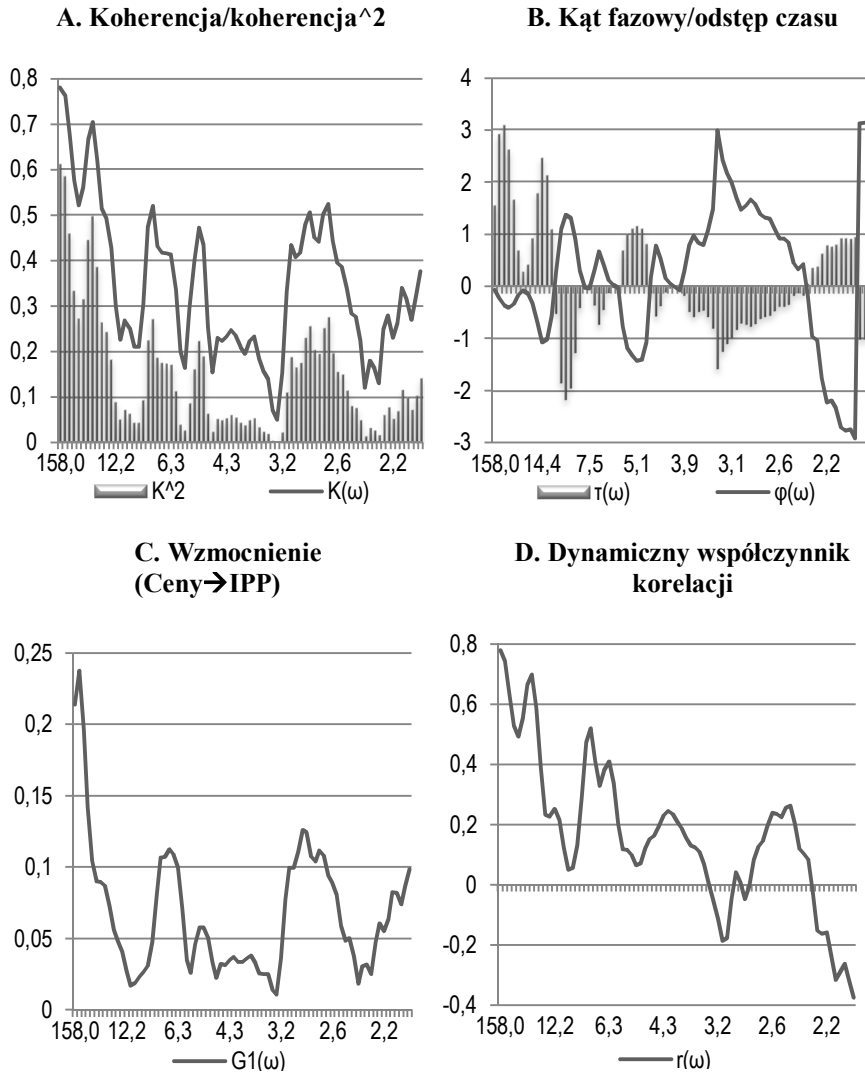 A. Koherencja/koherencja^2
0,8
0,7
0,6
0,5
0,4
0,3
0,2
0,1
0
158,0 12,2 6,3 4,3 3,2 2,6 2,2
K^2 K(ω)
B. Kąt fazowy/odstęp czasu
4
3
2
1
0
-1
-2
-3
158,0 14,4 7,5 5,1 3,9 3,1 2,6 2,2
τ(ω) φ(ω)
C. Wzmocnienie
(Ceny→IPP)
0,25
0,2
0,15
0,1
0,05
0
158,0 12,2 6,3 4,3 3,2 2,6 2,2
G1(ω)
D. Dynamiczny współczynnik
korelacji
0,8
0,6
0,4
0,2
0
-0,2
-0,4
158,0 12,2 6,3 4,3 3,2 2,6 2,2
r(ω)